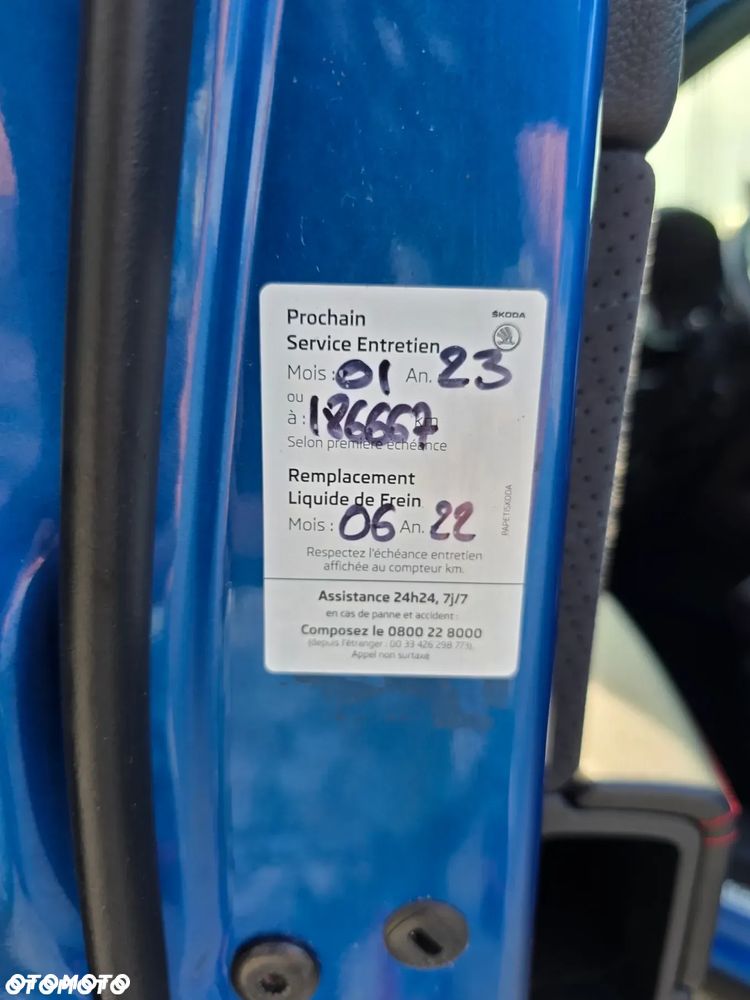 ŠKODA
Prochain
Service Entretien
Mois : 01 An. 23
ou
à : 186667 km
Selon première échéance
Remplacement
Liquide de Frein
Mois : 06 An. 22
Respectez l'échéance entretien
affichée au compteur km.
PAPETISKODA
Assistance 24h24, 7j/7
en cas de panne et accident :
Composez le 0800 22 8000
(depuis l'étranger : 00 33 426 298 773).
Appel non surtaxé
OTOMOTO